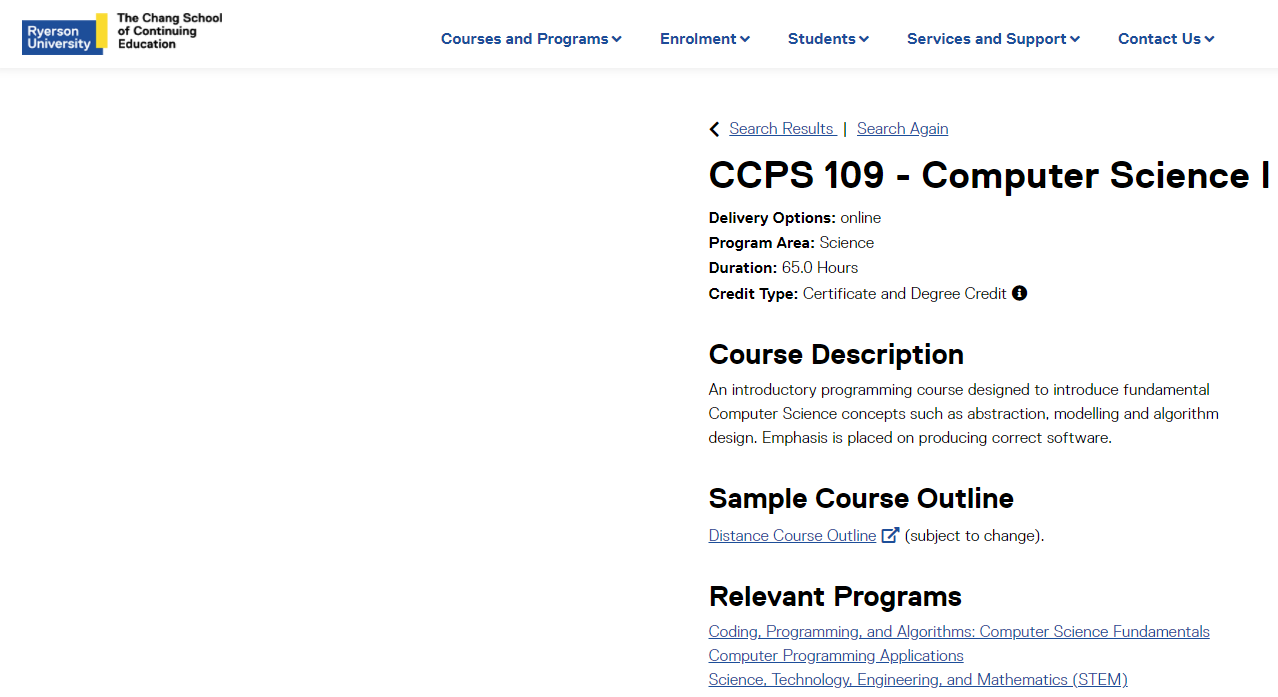 Ryerson
University
The Chang School
of Continuing
Education
Courses and Programs
Enrolment
Students
Services and Support
Contact Us
Search Results | Search Again
CCPS 109 - Computer Science I
Delivery Options: online
Program Area: Science
Duration: 65.0 Hours
Credit Type: Certificate and Degree Credit
Course Description
An introductory programming course designed to introduce fundamental
Computer Science concepts such as abstraction, modelling and algorithm
design. Emphasis is placed on producing correct software.
Sample Course Outline
Distance Course Outline (subject to change).
Relevant Programs
Coding, Programming, and Algorithms: Computer Science Fundamentals
Computer Programming Applications
Science, Technology, Engineering, and Mathematics (STEM)